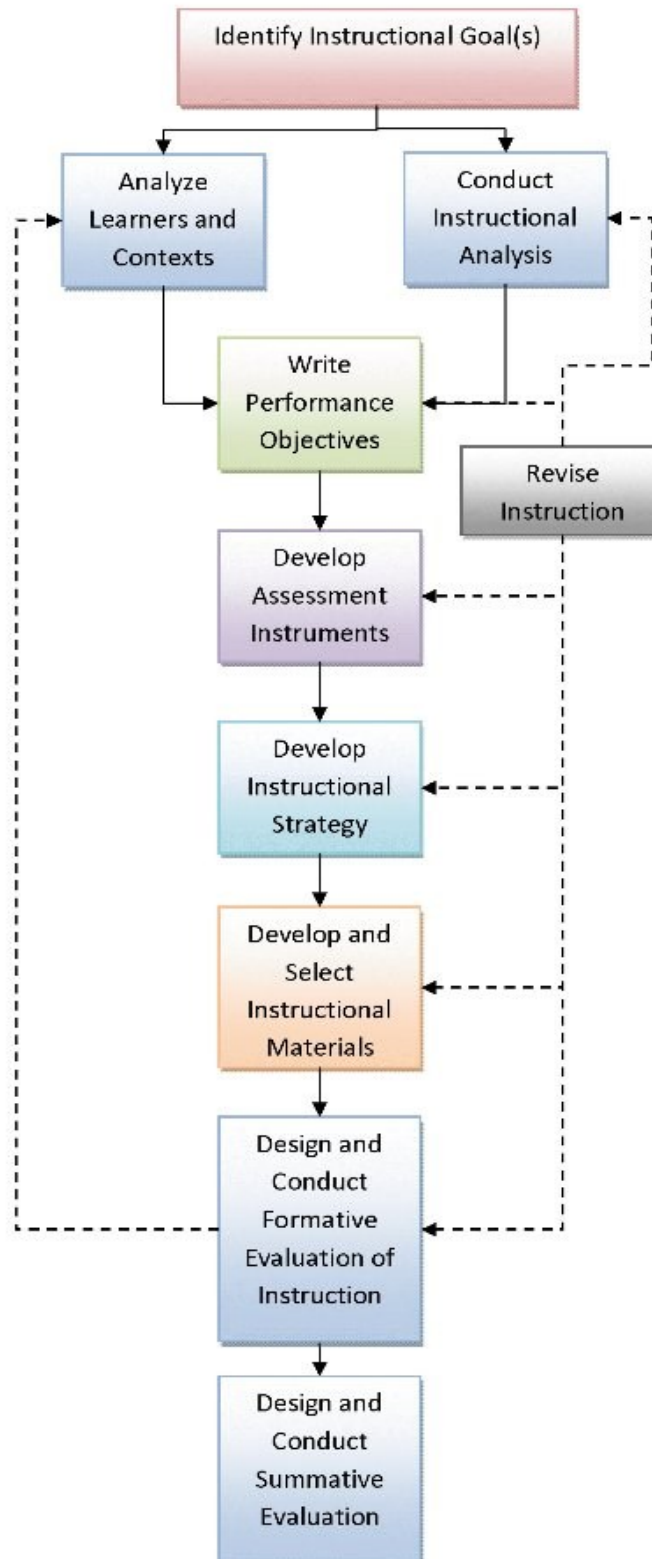 Identify Instructional Goal(s)
Analyze
Learners and
Contexts
Conduct
Instructional
Analysis
Write
Performance
Objectives
Revise
Instruction
Develop
Assessment
Instruments
Develop
Instructional
Strategy
Develop and
Select
Instructional
Materials
Design and
Conduct
Formative
Evaluation of
Instruction
Design and
Conduct
Summative
Evaluation